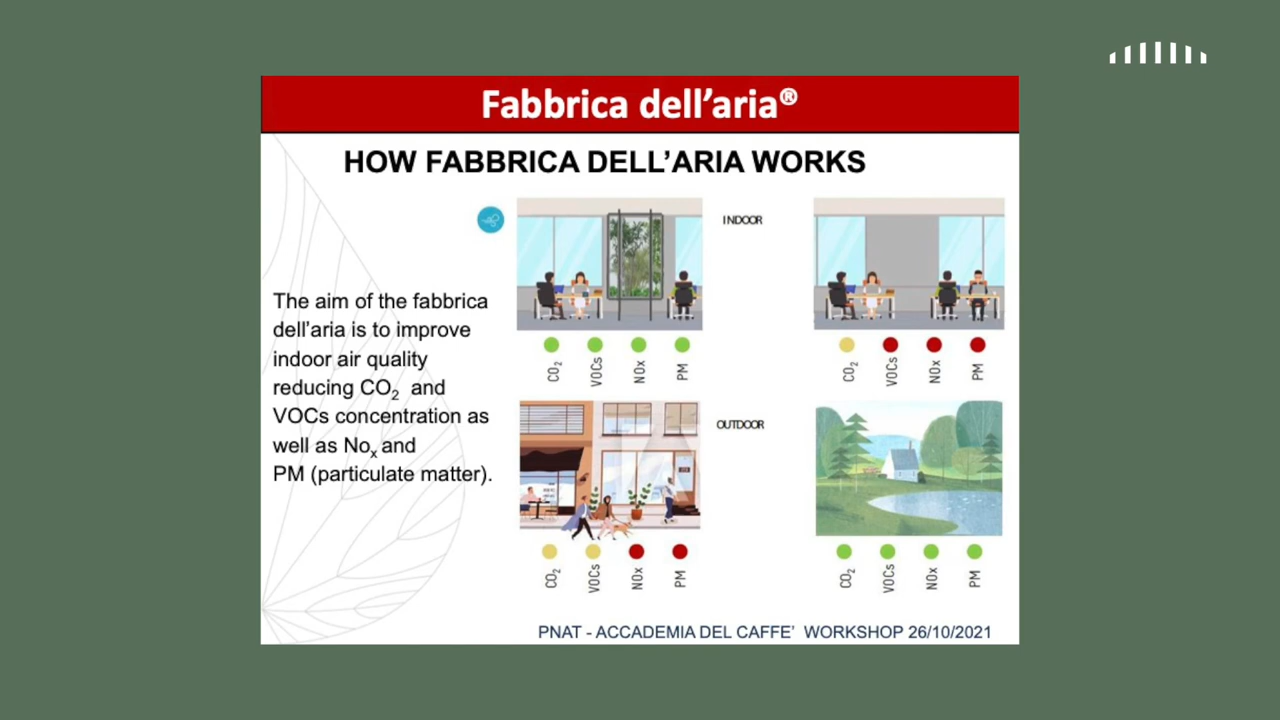 Fabbrica dell'aria®
HOW FABBRICA DELL'ARIA WORKS
The aim of the fabbrica
dell'aria is to improve
indoor air quality
reducing CO₂ and
VOCs concentration as
well as Noₓ and
PM (particulate matter).
INDOOR
CO₂ VOCs NOx PM
CO₂ VOCs NOx PM
OUTDOOR
CO₂ VOCs NOx PM
CO₂ VOCs NOx PM
PNAT - ACCADEMIA DEL CAFFE' WORKSHOP 26/10/2021